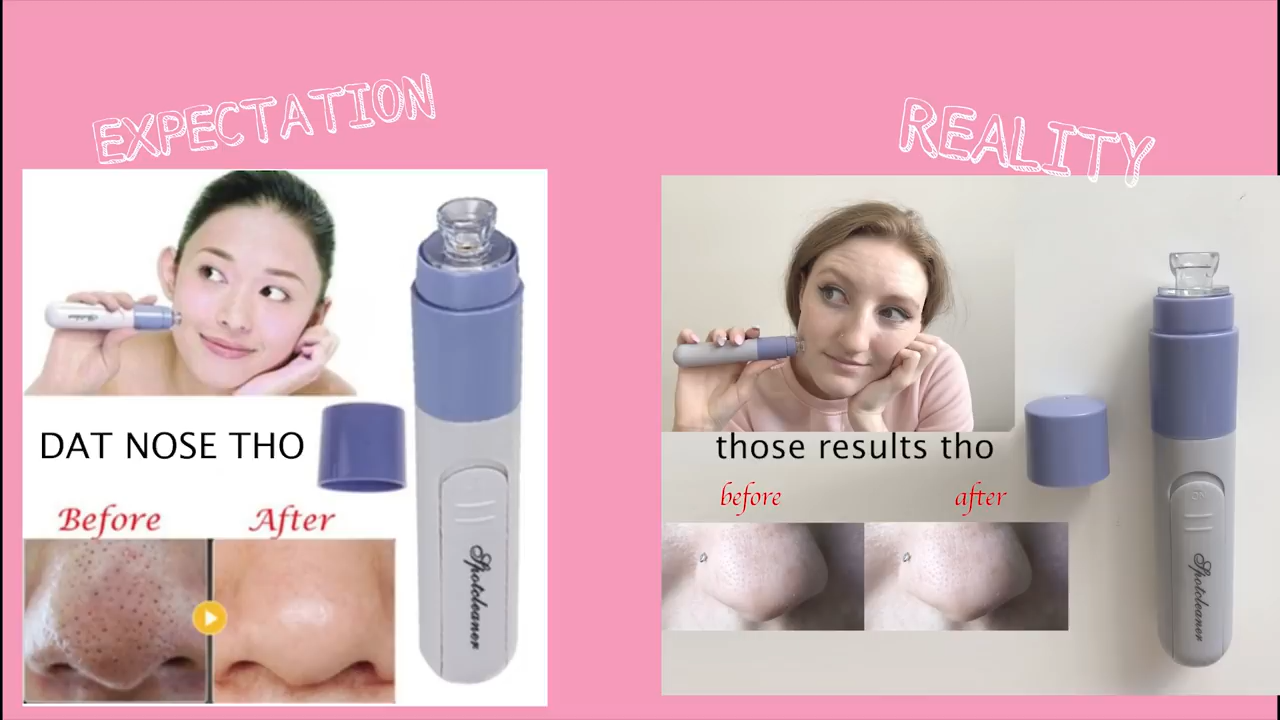 EXPECTATION
REALITY
DAT NOSE THO
Before
After
Spotcleaner
those results tho
before
after
Spotcleaner